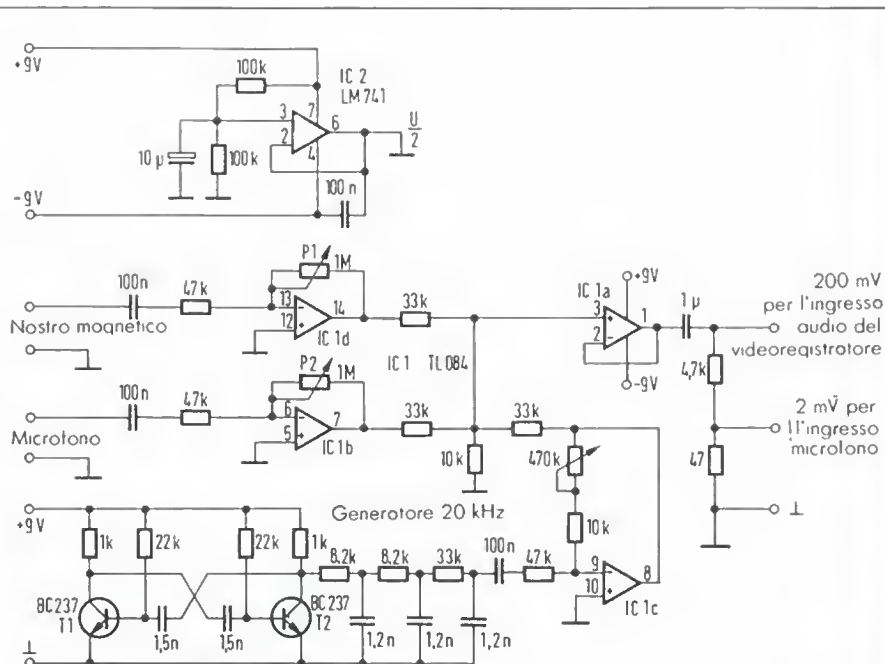 +9V
100k
IC 2
LM741
3
7
6
2
4
U
2
10 µ
100k
100 n
-9V
P1
1M
100n
47k
13
14
12
IC 1d
33k
Nostro magnetico
IC 1 TL084
IC 1a
+9V
3
1
2
-9V
1 µ
200 mV
per l'ingresso
audio del
videoregistratore
4,7k
P2
1M
100n
47k
6
7
5
IC 1b
33k
33k
Microfono
10k
470k
2 mV per
l'ingresso
microfono
47
⊥
+9V
Generatore 20 kHz
1k
22k
22k
1k
8,2k
8,2k
33k
100n
47k
10k
9
8
10
IC 1c
BC237
T1
1,5n
1,5n
BC237
T2
1,2n
1,2n
1,2n
⊥